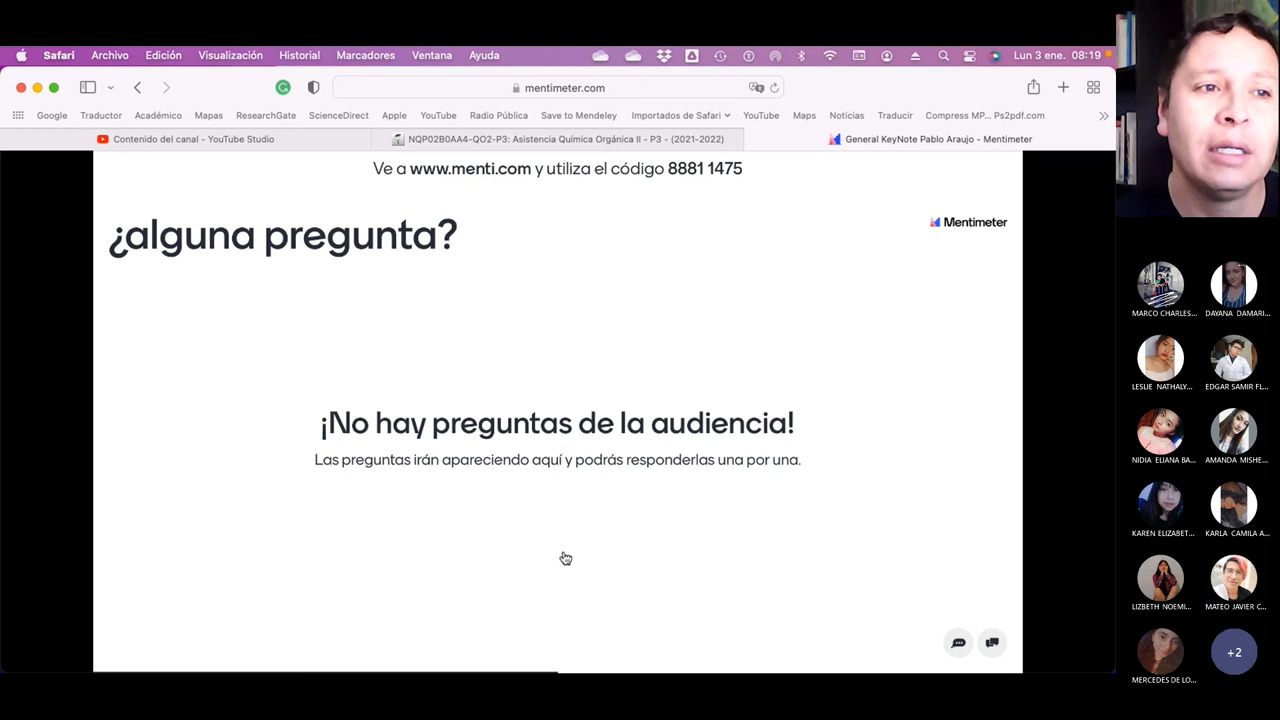 Safari Archivo Edición Visualización Historial Marcadores Ventana Ayuda Lun 3 ene. 08:19
mentimeter.com
Google Traductor Académico Mapas ResearchGate ScienceDirect Apple YouTube Radio Pública Save to Mendeley Importados de Safari YouTube Maps Noticias Traducir Compress MP... Ps2pdf.com
Contenido del canal - YouTube Studio
NQP02B0AA4-QO2-P3: Asistencia Química Orgánica II - P3 - (2021-2022)
General KeyNote Pablo Araujo - Mentimeter
Ve a www.menti.com y utiliza el código 8881 1475
¿alguna pregunta?
Mentimeter
¡No hay preguntas de la audiencia!
Las preguntas irán apareciendo aquí y podrás responderlas una por una.
MARCO CHARLES... DAYANA DAMARI...
LESLIE NATHALY... EDGAR SAMIR FL...
NIDIA ELIANA BA... AMANDA MISHE...
KAREN ELIZABET... KARLA CAMILA A...
LIZBETH NOEMI... MATEO JAVIER C...
MERCEDES DE LO... +2